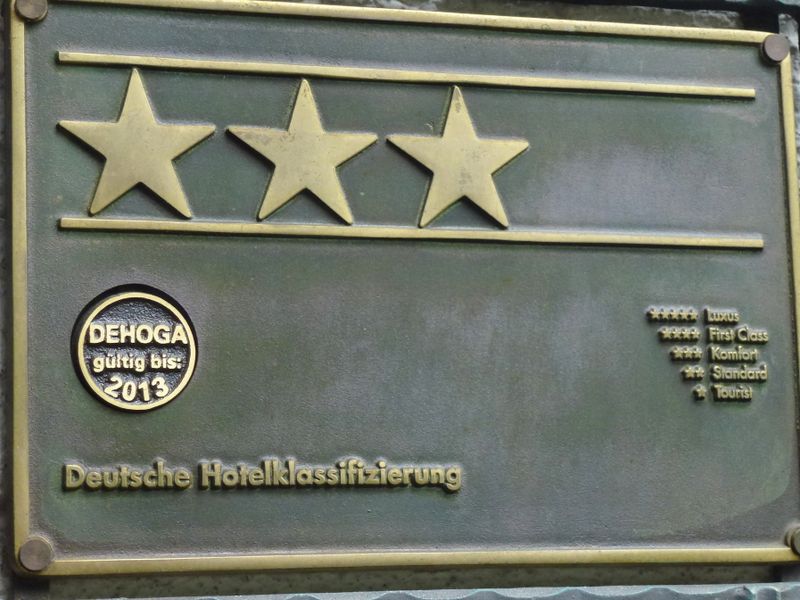 DEHOGA
gültig bis:
2013
***** Luxus
**** First Class
*** Komfort
** Standard
* Tourist
Deutsche Hotelklassifizierung